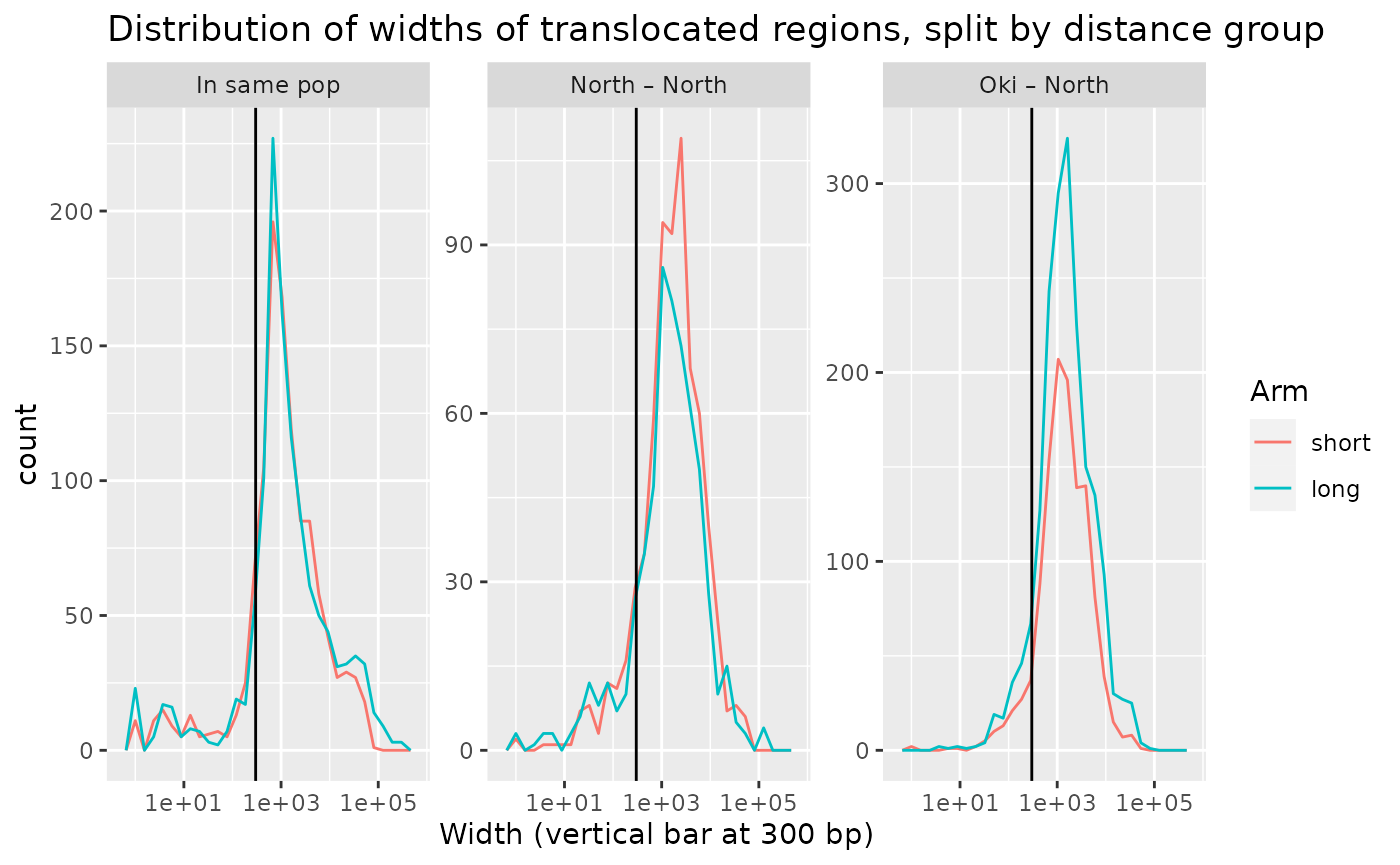 Distribution of widths of translocated regions, split by distance group
In same pop
North – North
Oki – North
count
200
150
100
50
0
90
60
30
0
300
200
100
0
1e+01 1e+03 1e+05
1e+01 1e+03 1e+05
1e+01 1e+03 1e+05
Width (vertical bar at 300 bp)
Arm
short
long